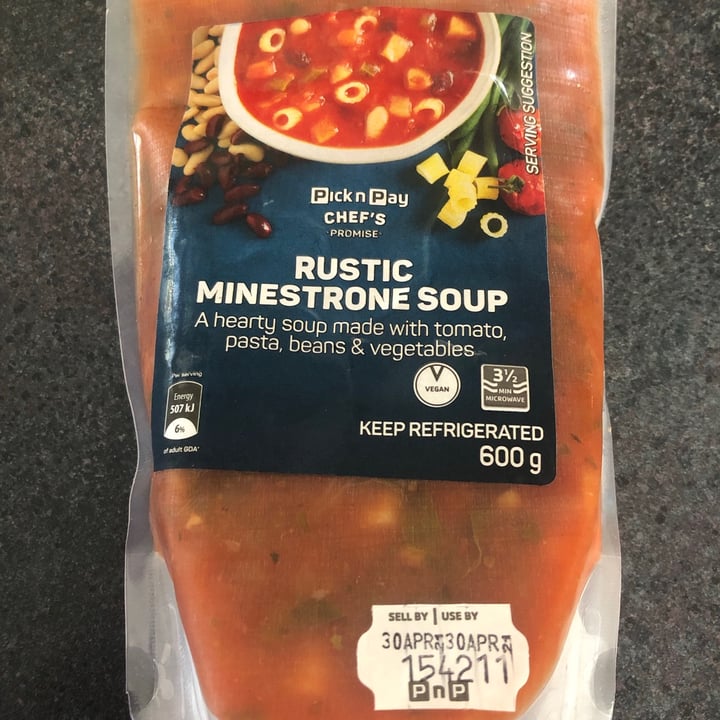 SERVING SUGGESTION
Pick n Pay
CHEF'S
·PROMISE·
RUSTIC
MINESTRONE SOUP
A hearty soup made with tomato,
pasta, beans & vegetables
Per serving
Energy
507 kJ
6%
of adult GDA*
V
VEGAN
3½
MIN
MICROWAVE
KEEP REFRIGERATED
600 g
SELL BY | USE BY
30APR 30APR
154211
PnP